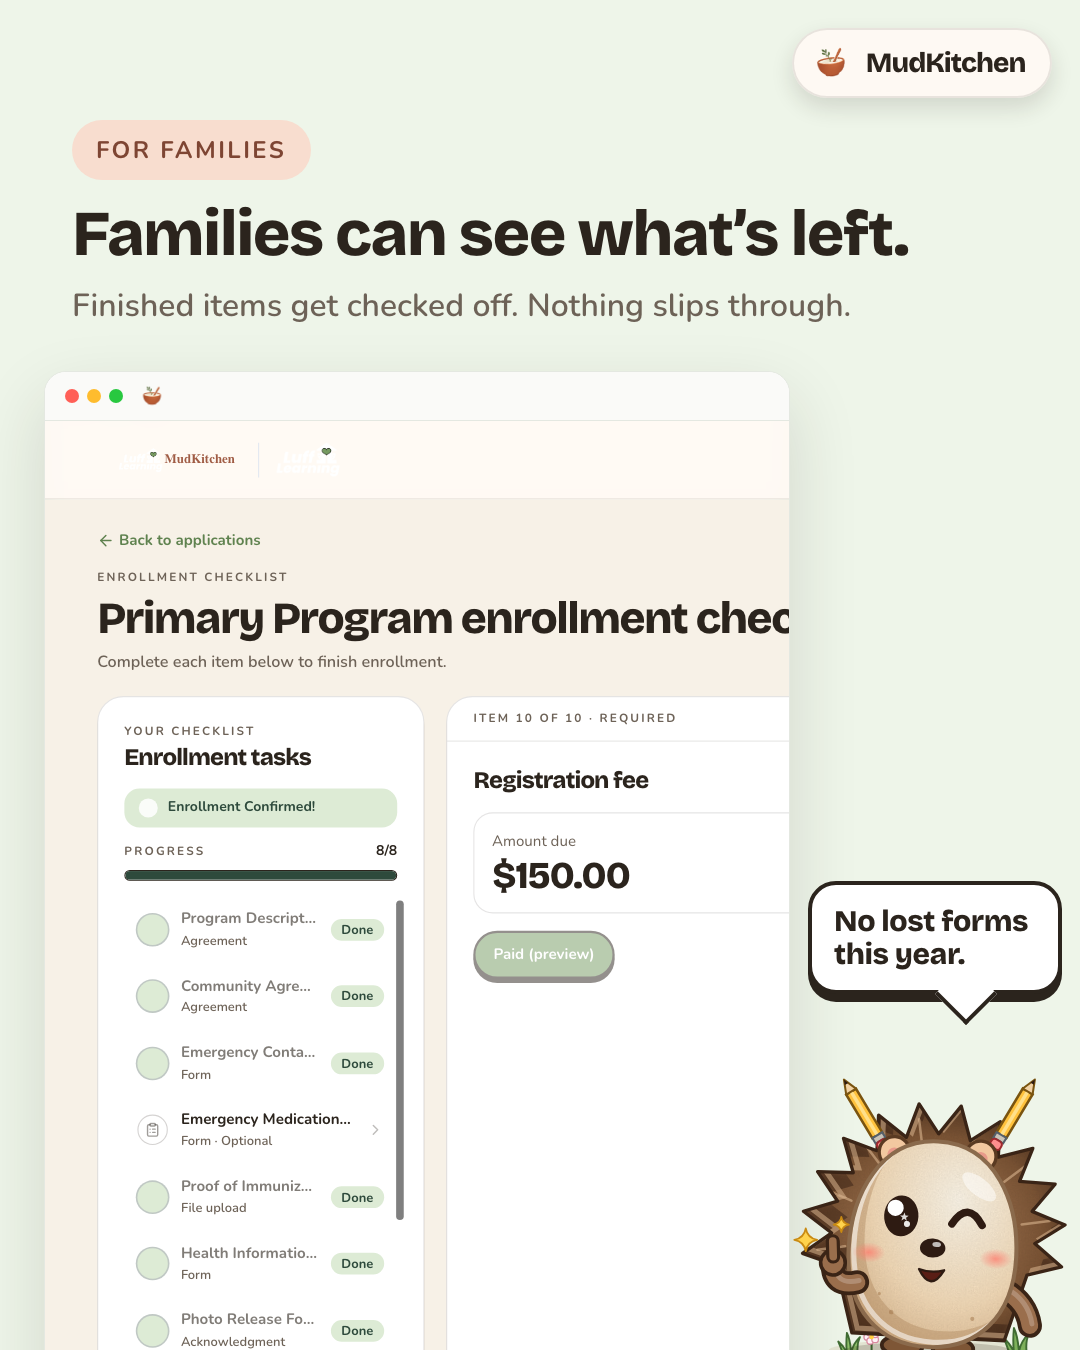 MudKitchen
FOR FAMILIES
Families can see what's left.
Finished items get checked off. Nothing slips through.
MudKitchen
Back to applications
ENROLLMENT CHECKLIST
Primary Program enrollment chec
Complete each item below to finish enrollment.
YOUR CHECKLIST
Enrollment tasks
Enrollment Confirmed!
PROGRESS 8/8
Program Descript... Done
Agreement
Community Agre... Done
Agreement
Emergency Conta... Done
Form
Emergency Medication...
Form · Optional
Proof of Immuniz... Done
File upload
Health Informatio... Done
Form
Photo Release Fo... Done
Acknowledgment
ITEM 10 OF 10 · REQUIRED
Registration fee
Amount due
$150.00
Paid (preview)
No lost forms
this year.